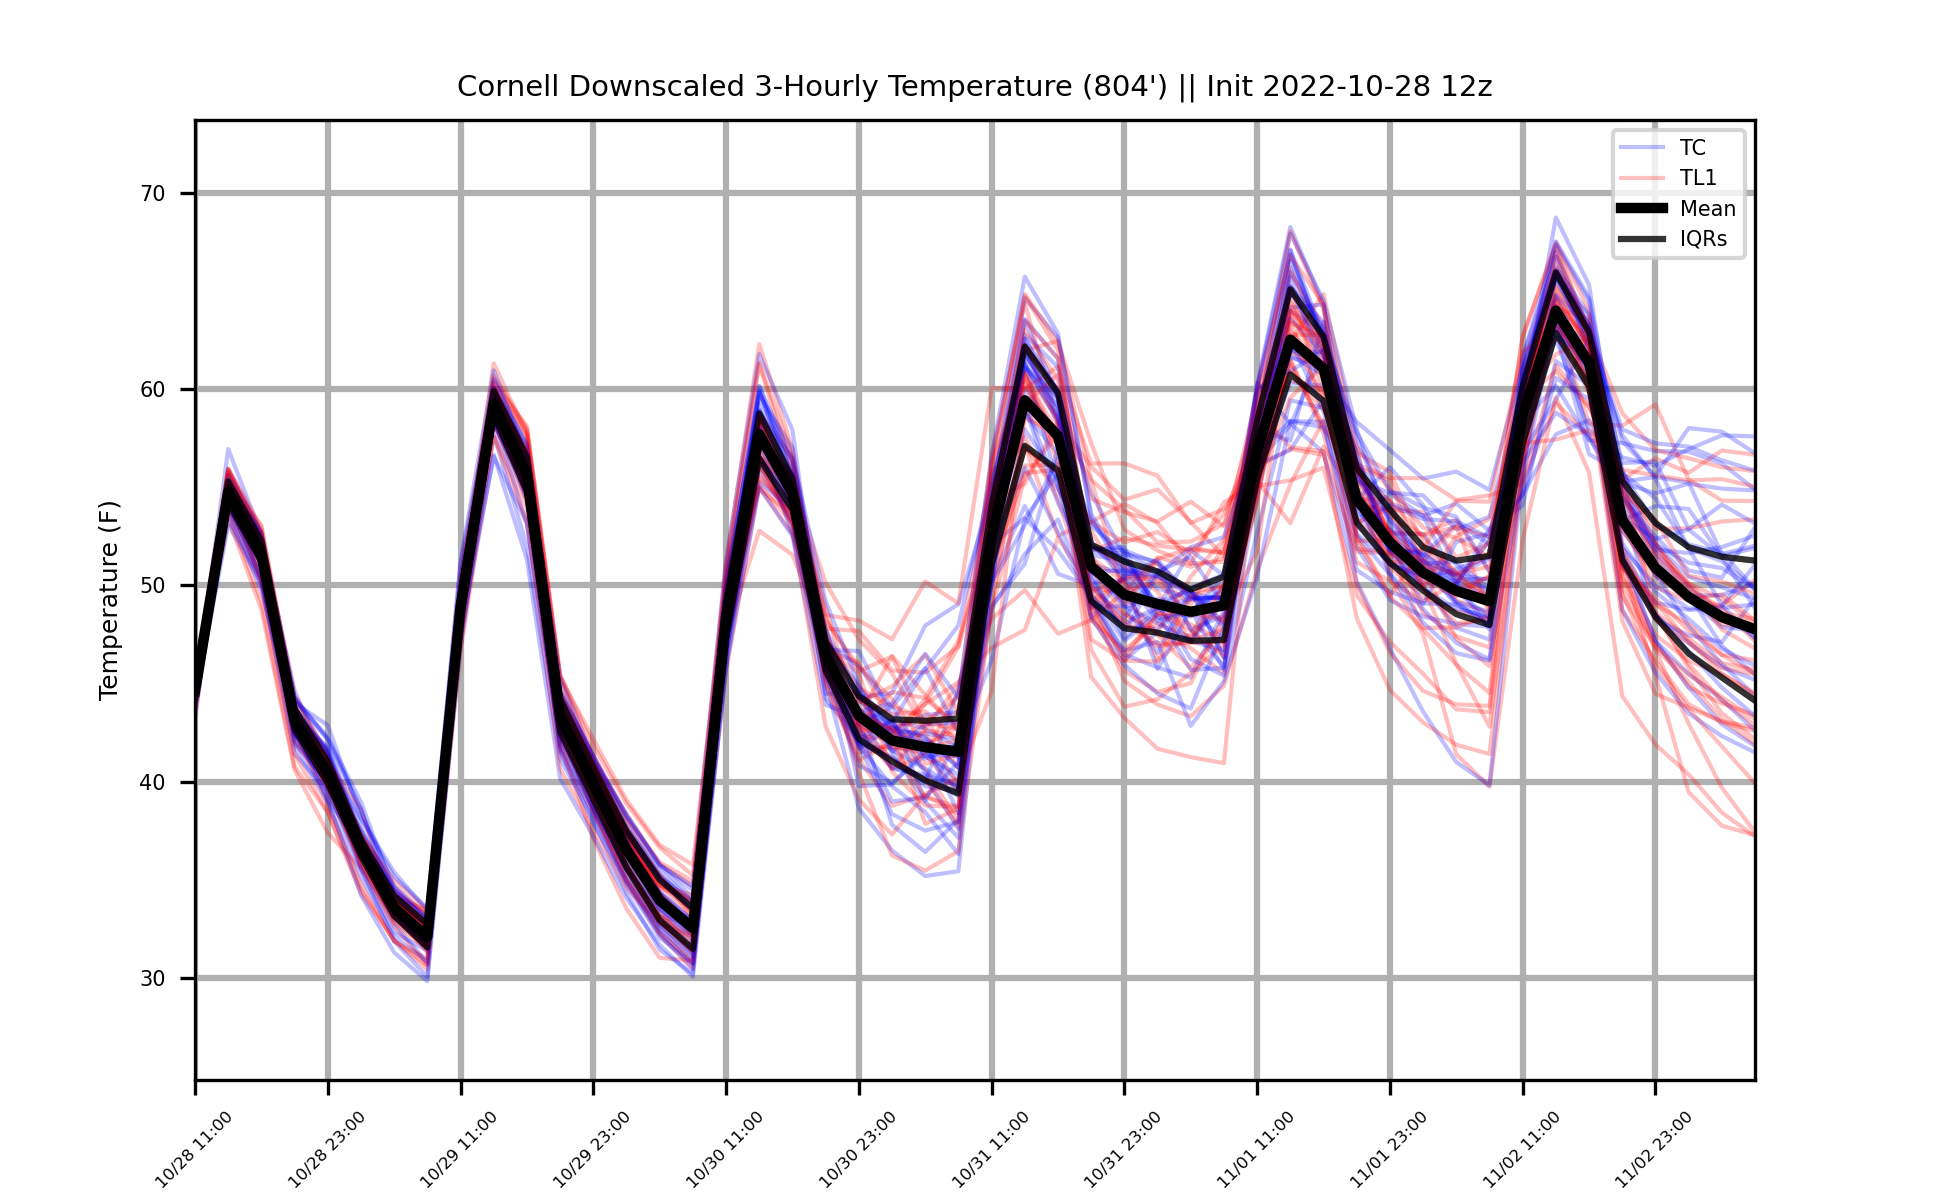 Cornell Downscaled 3-Hourly Temperature (804') || Init 2022-10-28 12z
TC
TL1
Mean
IQRs
Temperature (F)
70
60
50
40
30
10/28 11:00
10/28 23:00
10/29 11:00
10/29 23:00
10/30 11:00
10/30 23:00
10/31 11:00
10/31 23:00
11/01 11:00
11/01 23:00
11/02 11:00
11/02 23:00